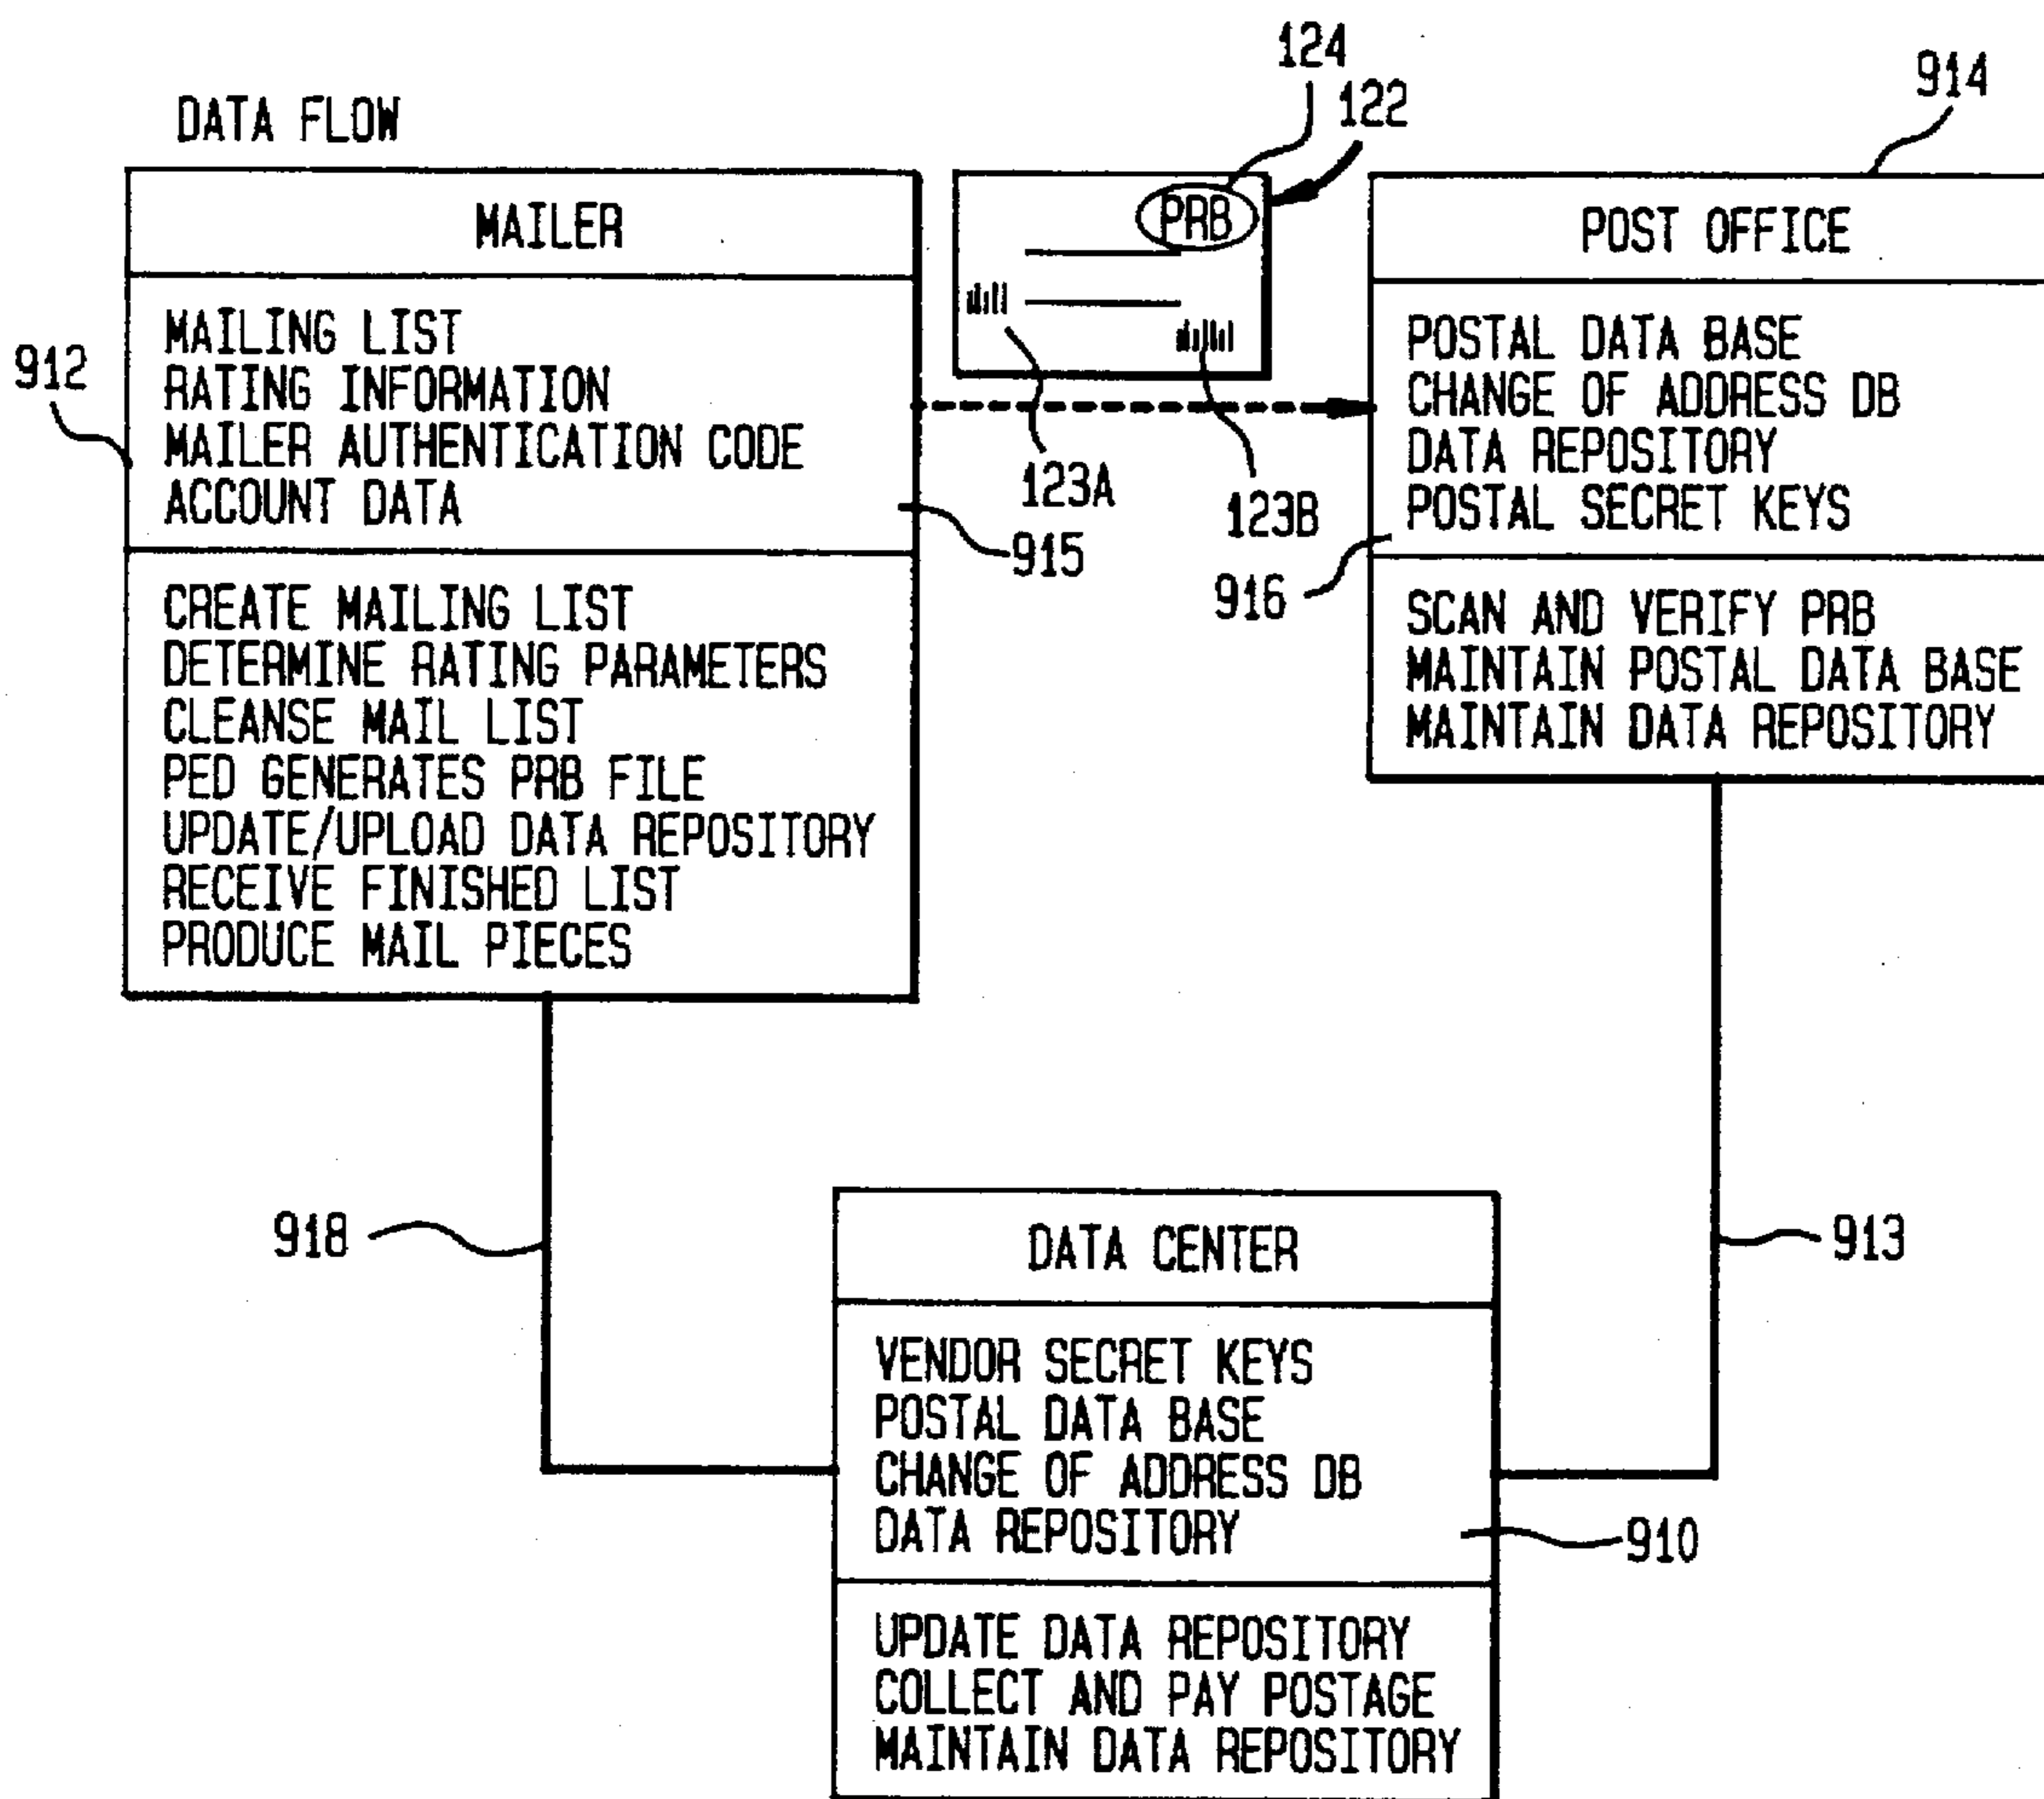 124
122
914
DATA FLOW
MAILER
PRB
POST OFFICE
912
MAILING LIST
RATING INFORMATION
MAILER AUTHENTICATION CODE
ACCOUNT DATA
915
123A
123B
POSTAL DATA BASE
CHANGE OF ADDRESS DB
DATA REPOSITORY
POSTAL SECRET KEYS
916
CREATE MAILING LIST
DETERMINE RATING PARAMETERS
CLEANSE MAIL LIST
PED GENERATES PRB FILE
UPDATE/UPLOAD DATA REPOSITORY
RECEIVE FINISHED LIST
PRODUCE MAIL PIECES
SCAN AND VERIFY PRB
MAINTAIN POSTAL DATA BASE
MAINTAIN DATA REPOSITORY
918
913
DATA CENTER
VENDOR SECRET KEYS
POSTAL DATA BASE
CHANGE OF ADDRESS DB
DATA REPOSITORY
910
UPDATE DATA REPOSITORY
COLLECT AND PAY POSTAGE
MAINTAIN DATA REPOSITORY